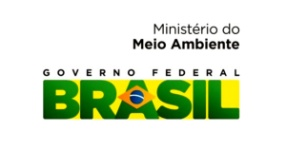 Ministério do
Meio Ambiente
GOVERNO FEDERAL
BRASIL